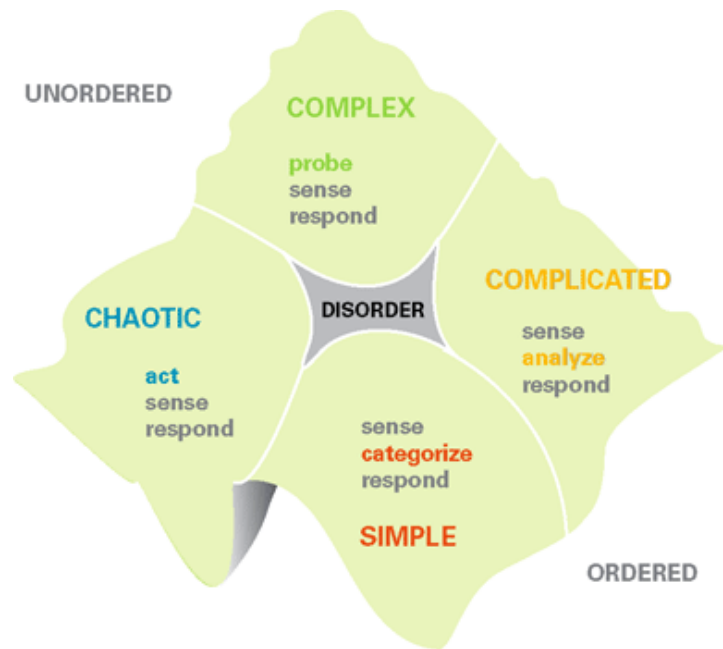 UNORDERED
COMPLEX
probe
sense
respond
COMPLICATED
sense
analyze
respond
DISORDER
CHAOTIC
act
sense
respond
sense
categorize
respond
SIMPLE
ORDERED